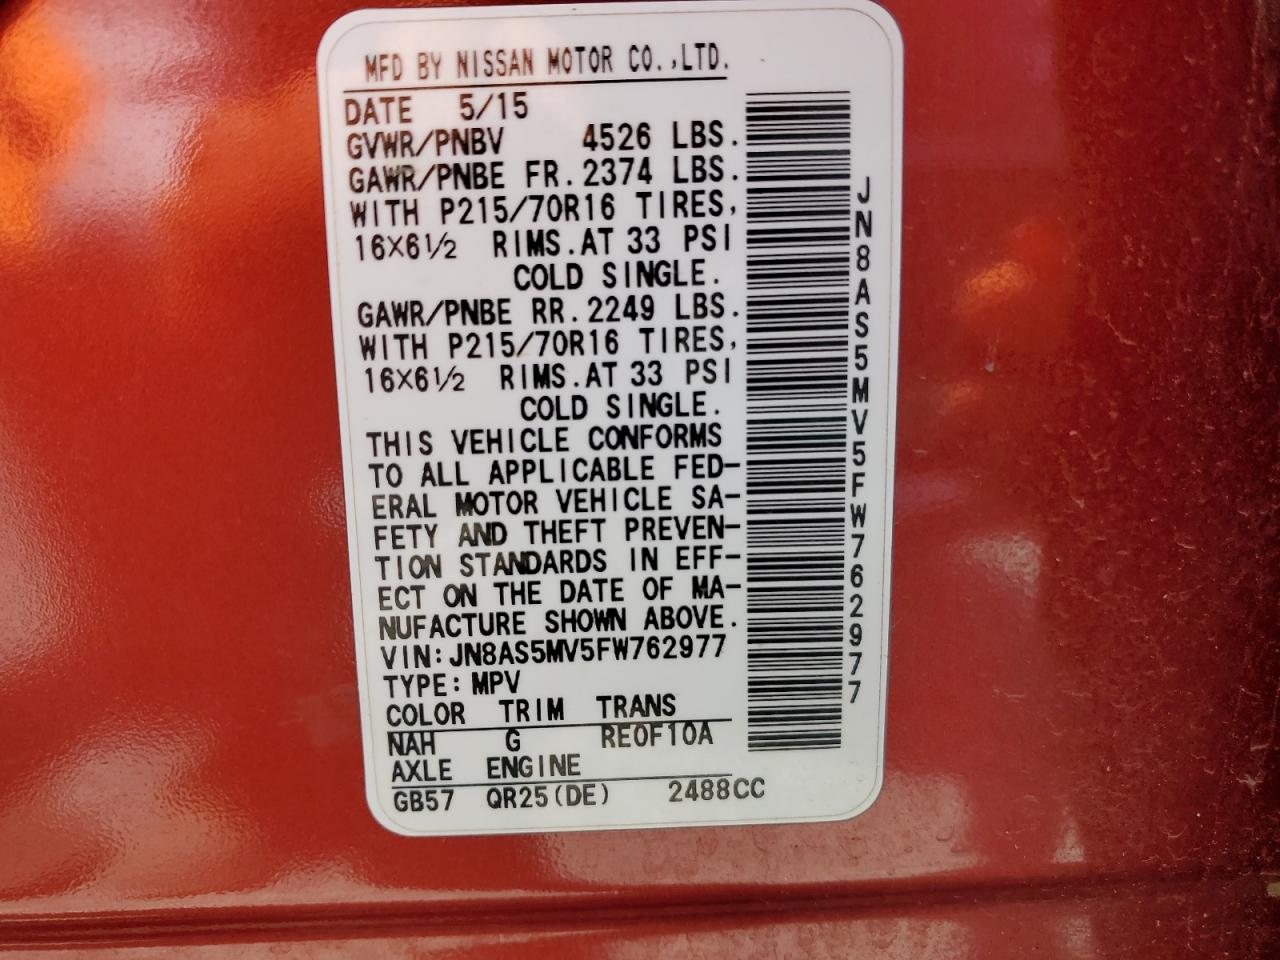 MFD BY NISSAN MOTOR CO.,LTD.
DATE 5/15
GVWR/PNBV 4526 LBS.
GAWR/PNBE FR.2374 LBS.
WITH P215/70R16 TIRES,
16×6½ RIMS.AT 33 PSI
COLD SINGLE.
GAWR/PNBE RR.2249 LBS.
WITH P215/70R16 TIRES,
16×6½ RIMS.AT 33 PSI
COLD SINGLE.
THIS VEHICLE CONFORMS
TO ALL APPLICABLE FED-
ERAL MOTOR VEHICLE SA-
FETY AND THEFT PREVEN-
TION STANDARDS IN EFF-
ECT ON THE DATE OF MA-
NUFACTURE SHOWN ABOVE.
VIN:JN8AS5MV5FW762977
TYPE:MPV
COLOR TRIM TRANS
NAH G RE0F10A
AXLE ENGINE
GB57 QR25(DE) 2488CC
JN8AS5MV5FW762977